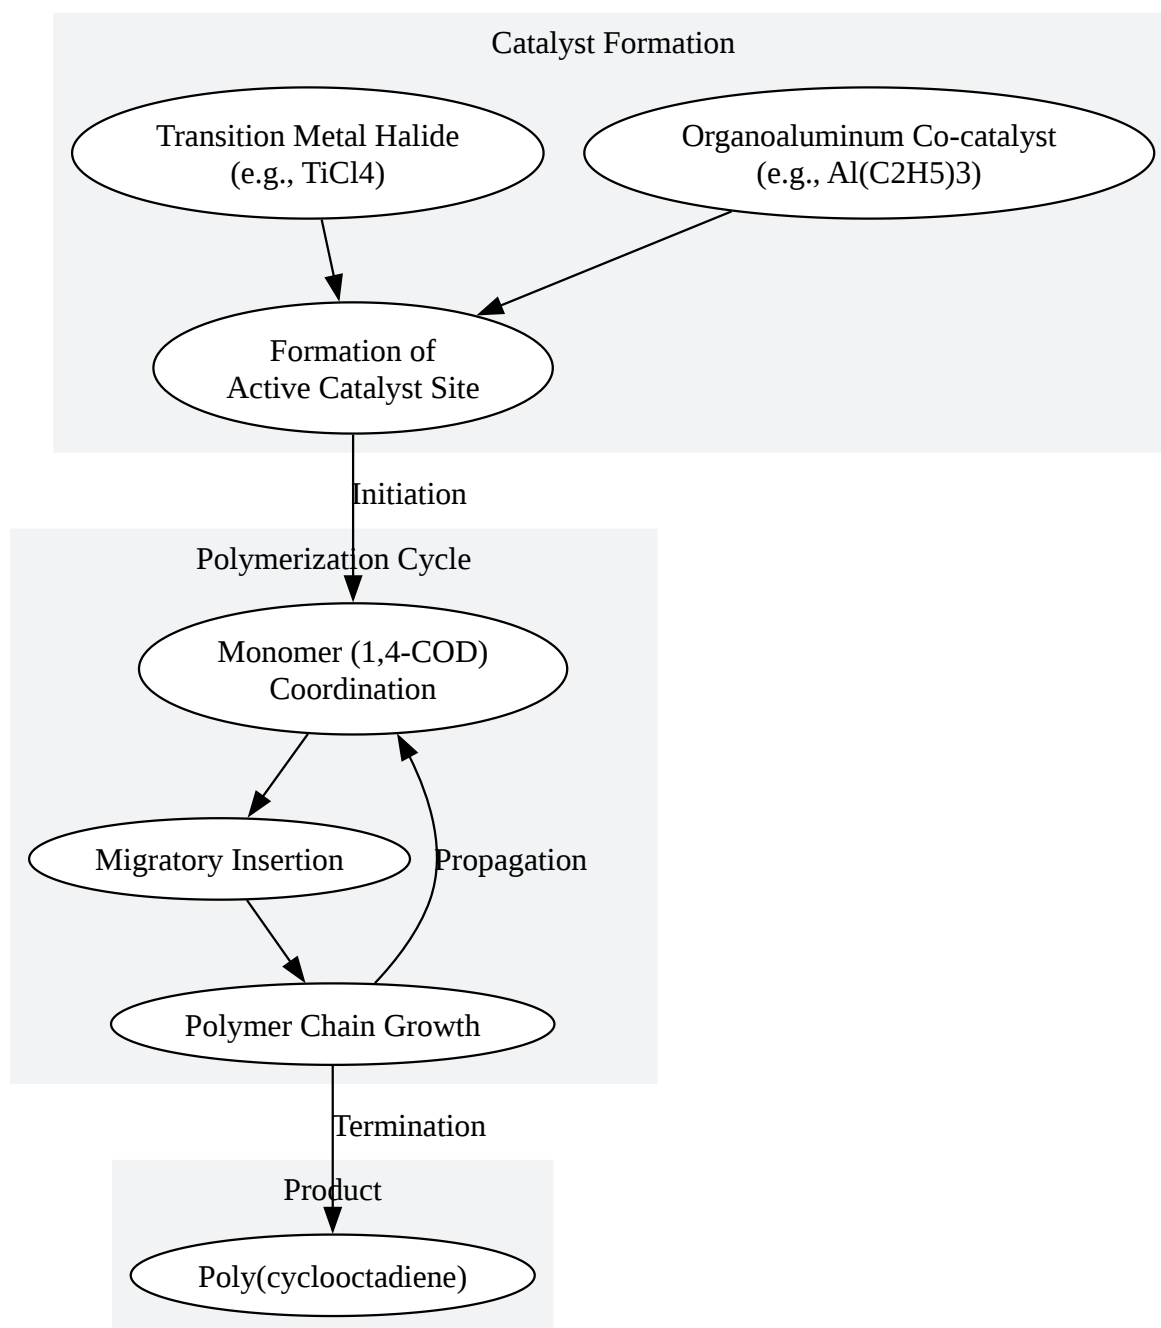 Catalyst Formation
Transition Metal Halide
(e.g., TiCl4)
Organoaluminum Co-catalyst
(e.g., Al(C2H5)3)
Formation of
Active Catalyst Site
Initiation
Polymerization Cycle
Monomer (1,4-COD)
Coordination
Migratory Insertion
Propagation
Polymer Chain Growth
Termination
Product
Poly(cyclooctadiene)